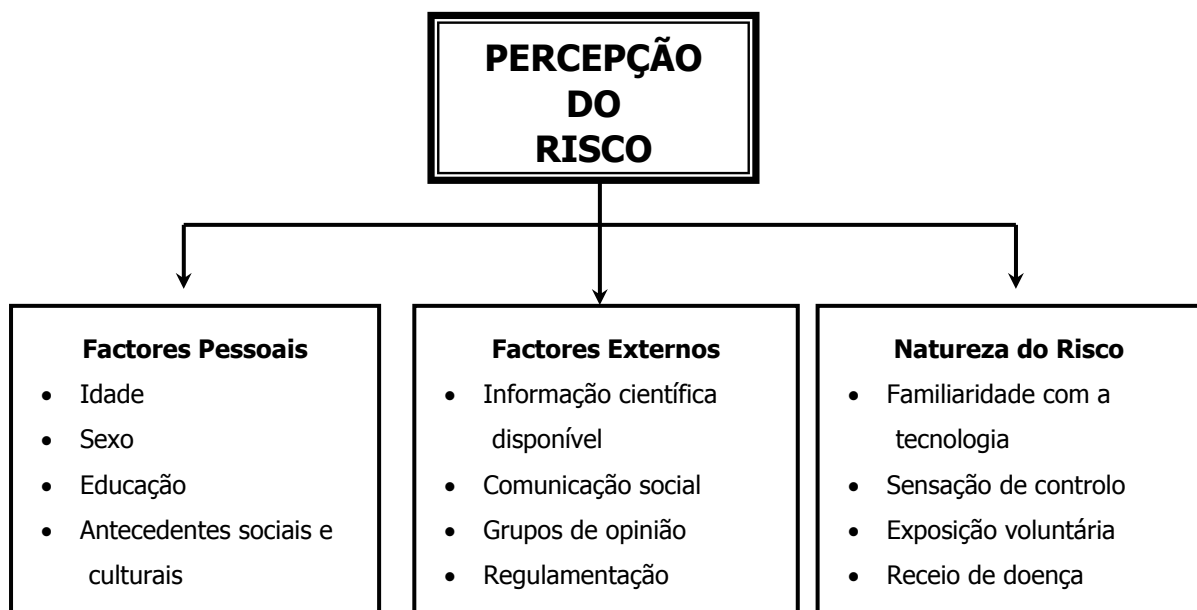 PERCEPÇÃO
DO
RISCO
Factores Pessoais
• Idade
• Sexo
• Educação
• Antecedentes sociais e
culturais
Factores Externos
• Informação científica
disponível
• Comunicação social
• Grupos de opinião
• Regulamentação
Natureza do Risco
• Familiaridade com a
tecnologia
• Sensação de controlo
• Exposição voluntária
• Receio de doença